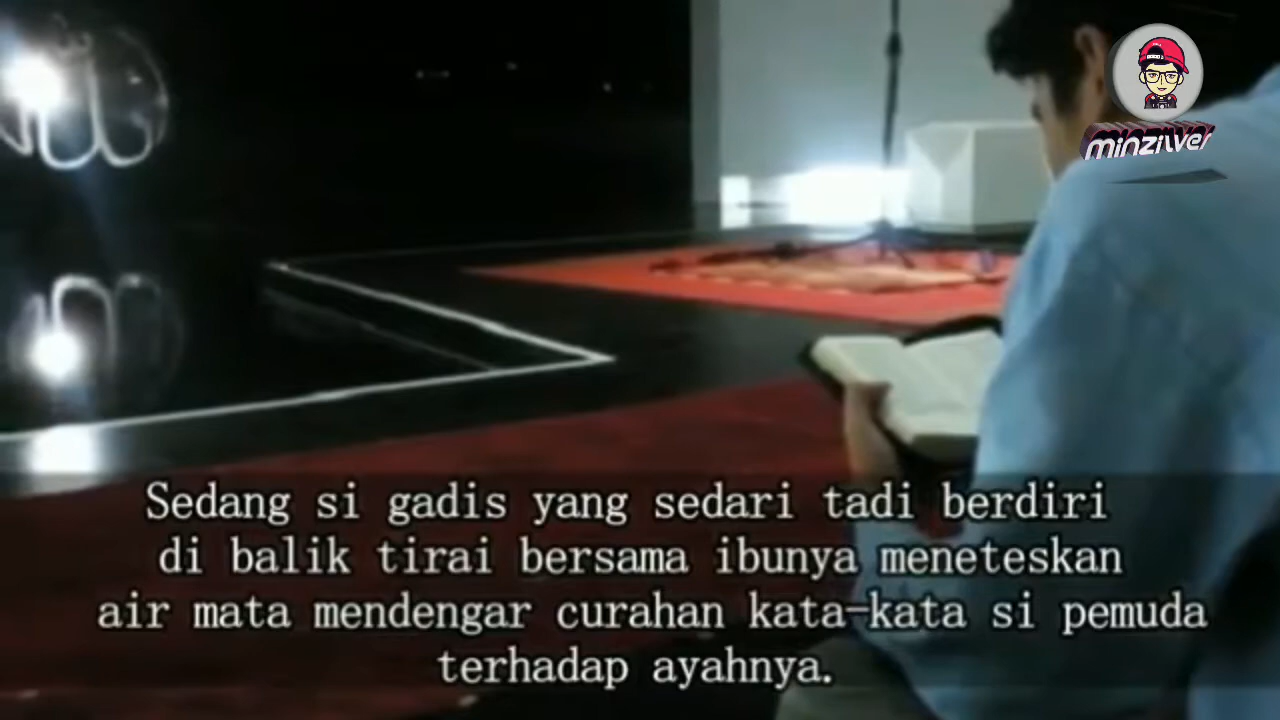 minzilver
Sedang si gadis yang sedari tadi berdiri
di balik tirai bersama ibunya meneteskan
air mata mendengar curahan kata-kata si pemuda
terhadap ayahnya.